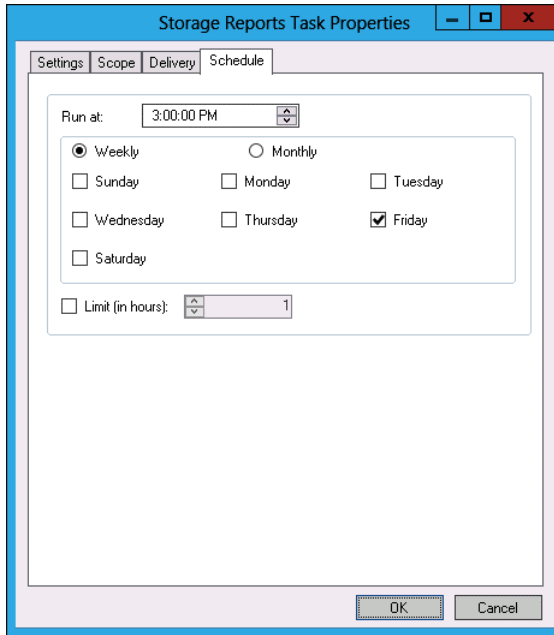 Storage Reports Task Properties
Settings Scope Delivery Schedule
Run at: 3:00:00 PM
Weekly Monthly
Sunday Monday Tuesday
Wednesday Thursday Friday
Saturday
Limit (in hours): 1
OK Cancel